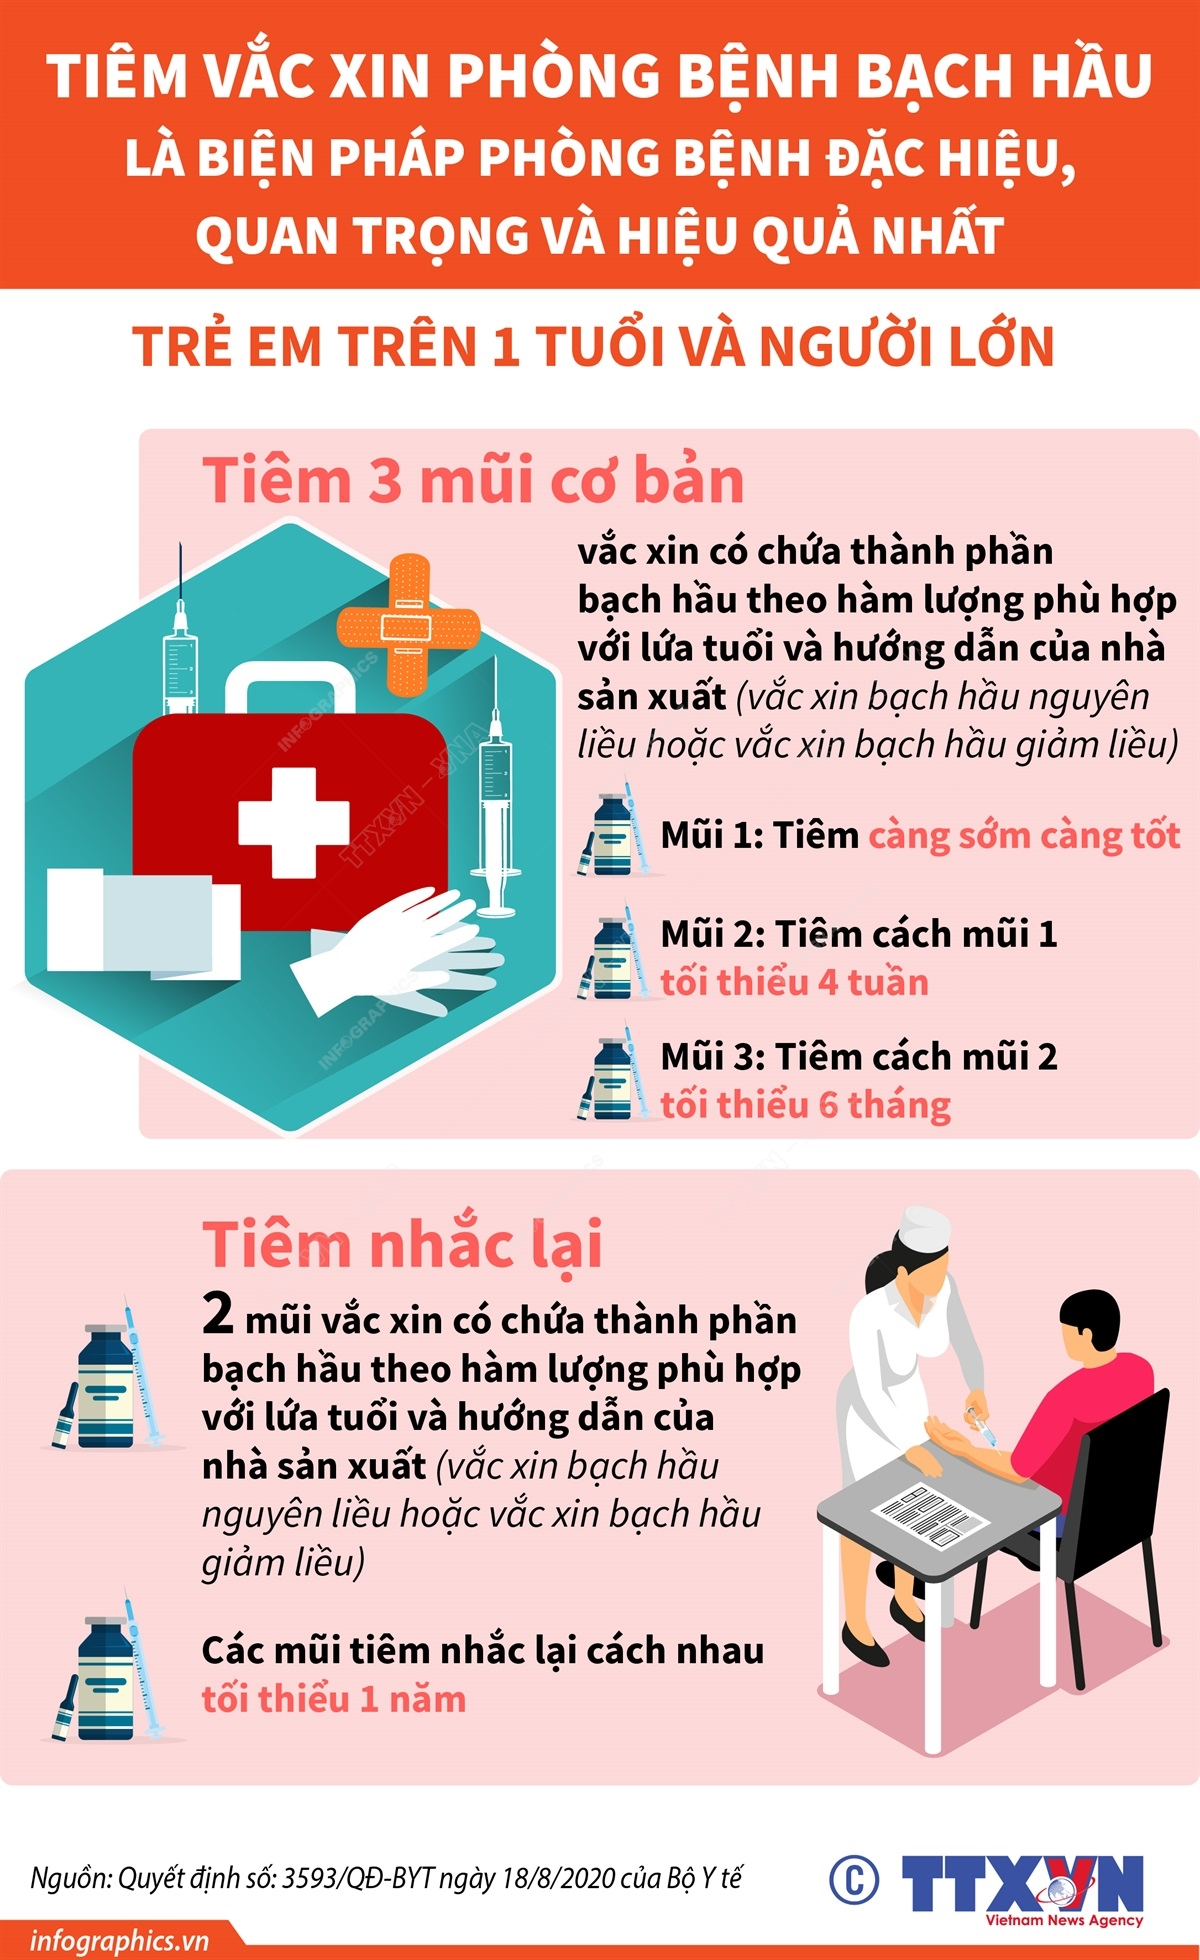 TIÊM VẮC XIN PHÒNG BỆNH BẠCH HẦU
LÀ BIỆN PHÁP PHÒNG BỆNH ĐẶC HIỆU,
QUAN TRỌNG VÀ HIỆU QUẢ NHẤT
TRẺ EM TRÊN 1 TUỔI VÀ NGƯỜI LỚN
Tiêm 3 mũi cơ bản
vắc xin có chứa thành phần
bạch hầu theo hàm lượng phù hợp
với lứa tuổi và hướng dẫn của nhà
sản xuất (vắc xin bạch hầu nguyên
liều hoặc vắc xin bạch hầu giảm liều)
Mũi 1: Tiêm càng sớm càng tốt
Mũi 2: Tiêm cách mũi 1
tối thiểu 4 tuần
Mũi 3: Tiêm cách mũi 2
tối thiểu 6 tháng
INFOGRAPHICS
TTXVN – VNA
INFOGRAPHICS
Tiêm nhắc lại
2 mũi vắc xin có chứa thành phần
bạch hầu theo hàm lượng phù hợp
với lứa tuổi và hướng dẫn của
nhà sản xuất (vắc xin bạch hầu
nguyên liều hoặc vắc xin bạch hầu
giảm liều)
Các mũi tiêm nhắc lại cách nhau
tối thiểu 1 năm
Nguồn: Quyết định số: 3593/QĐ-BYT ngày 18/8/2020 của Bộ Y tế
© TTXVN
Vietnam News Agency
infographics.vn